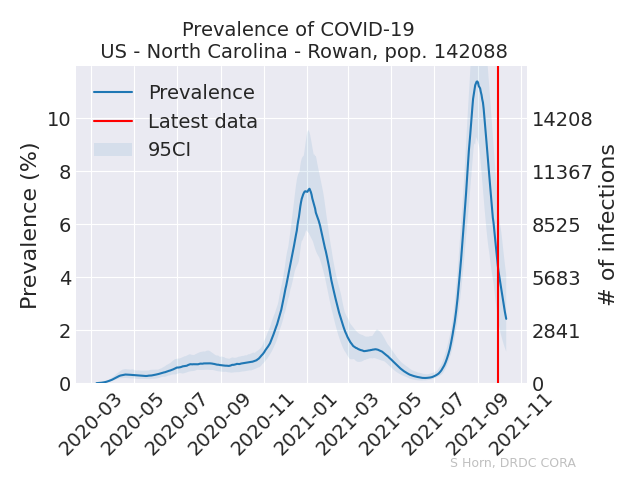 Prevalence of COVID-19
US - North Carolina - Rowan, pop. 142088
Prevalence
Latest data
95CI
Prevalence (%)
10
8
6
4
2
0
14208
11367
8525
5683
2841
0
# of infections
2020-03
2020-05
2020-07
2020-09
2020-11
2021-01
2021-03
2021-05
2021-07
2021-09
2021-11
S Horn, DRDC CORA